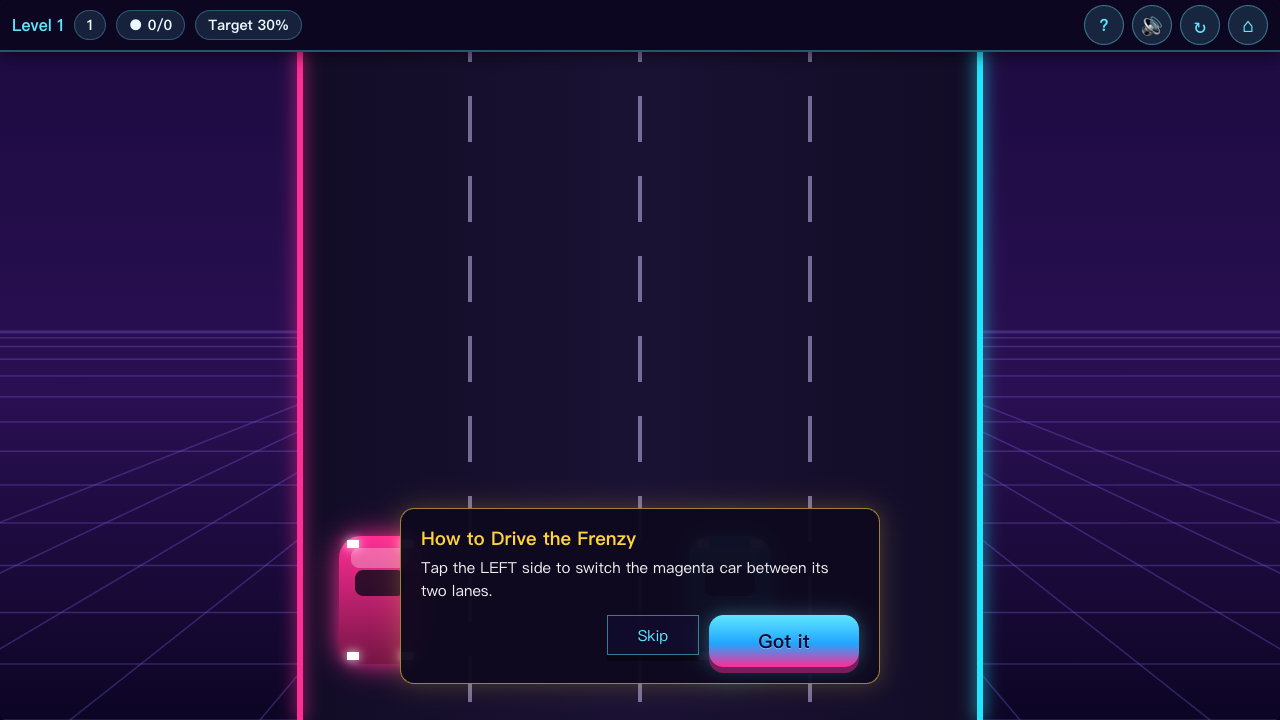 Level 1 1 0/0 Target 30% ?
How to Drive the Frenzy
Tap the LEFT side to switch the magenta car between its
two lanes.
Skip Got it